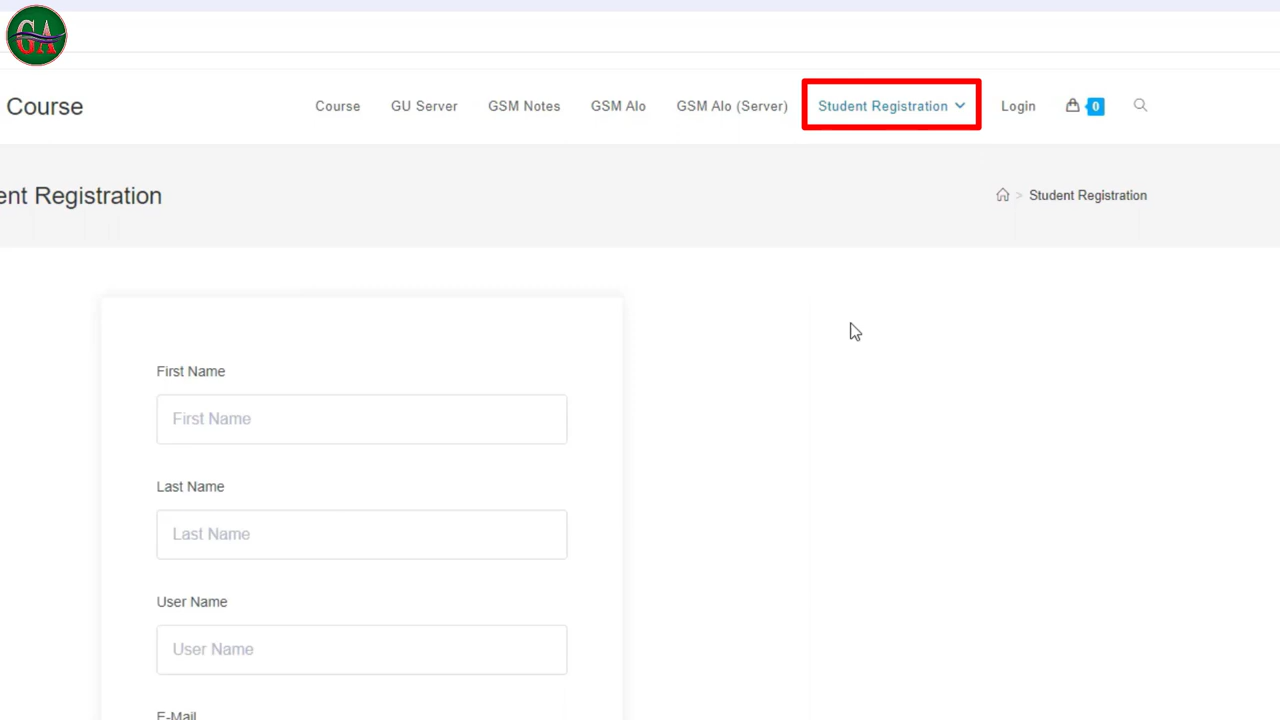 GA
Course
Course GU Server GSM Notes GSM Alo GSM Alo (Server) Student Registration Login 0
ent Registration
> Student Registration
First Name
First Name
Last Name
Last Name
User Name
User Name
E-Mail